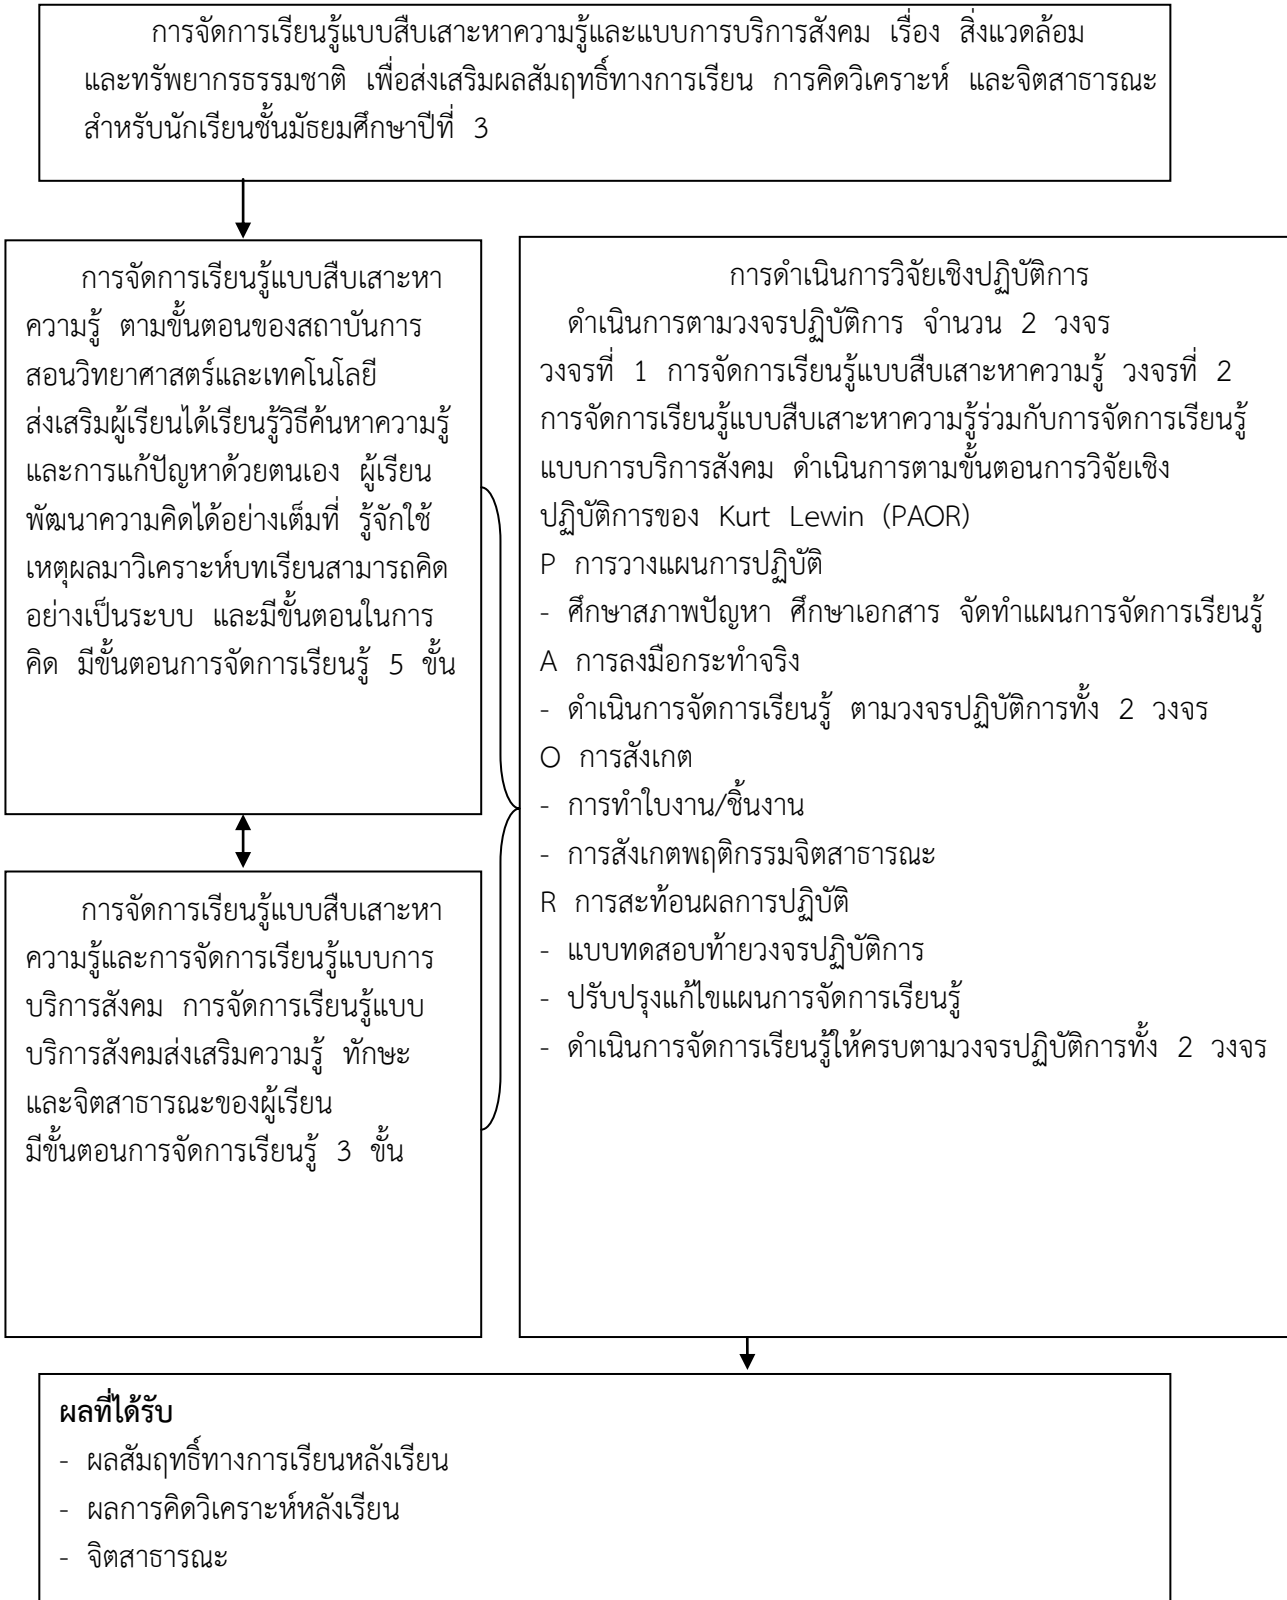 การจัดการเรียนรู้แบบสืบเสาะหาความรู้และแบบการบริการสังคม เรื่อง สิ่งแวดล้อม
และทรัพยากรธรรมชาติ เพื่อส่งเสริมผลสัมฤทธิ์ทางการเรียน การคิดวิเคราะห์ และจิตสาธารณะ
สำหรับนักเรียนชั้นมัธยมศึกษาปีที่ 3
การจัดการเรียนรู้แบบสืบเสาะหา
ความรู้ ตามขั้นตอนของสถาบันการ
สอนวิทยาศาสตร์และเทคโนโลยี
ส่งเสริมผู้เรียนได้เรียนรู้วิธีค้นหาความรู้
และการแก้ปัญหาด้วยตนเอง ผู้เรียน
พัฒนาความคิดได้อย่างเต็มที่ รู้จักใช้
เหตุผลมาวิเคราะห์บทเรียนสามารถคิด
อย่างเป็นระบบ และมีขั้นตอนในการ
คิด มีขั้นตอนการจัดการเรียนรู้ 5 ขั้น
การจัดการเรียนรู้แบบสืบเสาะหา
ความรู้และการจัดการเรียนรู้แบบการ
บริการสังคม การจัดการเรียนรู้แบบ
บริการสังคมส่งเสริมความรู้ ทักษะ
และจิตสาธารณะของผู้เรียน
มีขั้นตอนการจัดการเรียนรู้ 3 ขั้น
การดำเนินการวิจัยเชิงปฏิบัติการ
ดำเนินการตามวงจรปฏิบัติการ จำนวน 2 วงจร
วงจรที่ 1 การจัดการเรียนรู้แบบสืบเสาะหาความรู้ วงจรที่ 2
การจัดการเรียนรู้แบบสืบเสาะหาความรู้ร่วมกับการจัดการเรียนรู้
แบบการบริการสังคม ดำเนินการตามขั้นตอนการวิจัยเชิง
ปฏิบัติการของ Kurt Lewin (PAOR)
P การวางแผนการปฏิบัติ
- ศึกษาสภาพปัญหา ศึกษาเอกสาร จัดทำแผนการจัดการเรียนรู้
A การลงมือกระทำจริง
- ดำเนินการจัดการเรียนรู้ ตามวงจรปฏิบัติการทั้ง 2 วงจร
O การสังเกต
- การทำใบงาน/ชิ้นงาน
- การสังเกตพฤติกรรมจิตสาธารณะ
R การสะท้อนผลการปฏิบัติ
- แบบทดสอบท้ายวงจรปฏิบัติการ
- ปรับปรุงแก้ไขแผนการจัดการเรียนรู้
- ดำเนินการจัดการเรียนรู้ให้ครบตามวงจรปฏิบัติการทั้ง 2 วงจร
ผลที่ได้รับ
- ผลสัมฤทธิ์ทางการเรียนหลังเรียน
- ผลการคิดวิเคราะห์หลังเรียน
- จิตสาธารณะ